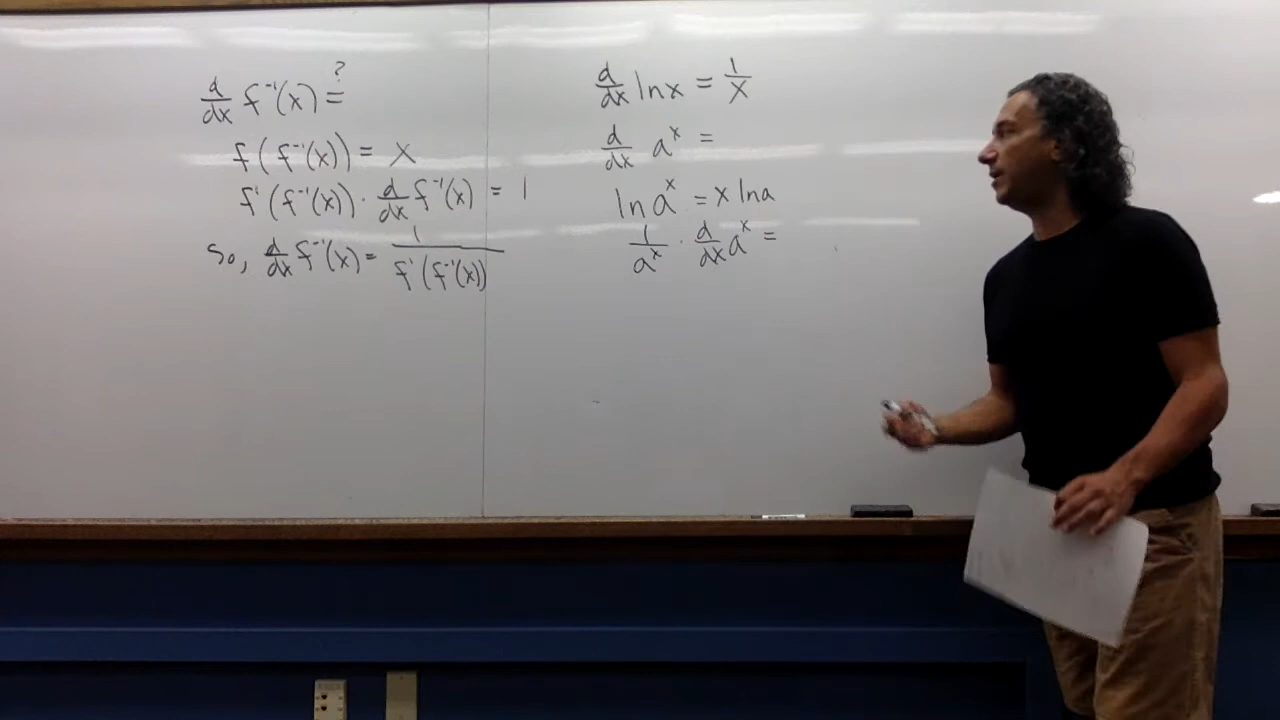 d/dx f⁻¹(x) ≟
f(f⁻¹(x)) = x
f'(f⁻¹(x)) · d/dx f⁻¹(x) = 1
So, d/dx f⁻¹(x) = 1/f'(f⁻¹(x))
d/dx ln x = 1/x
d/dx aˣ =
ln aˣ = x ln a
1/aˣ · d/dx aˣ =